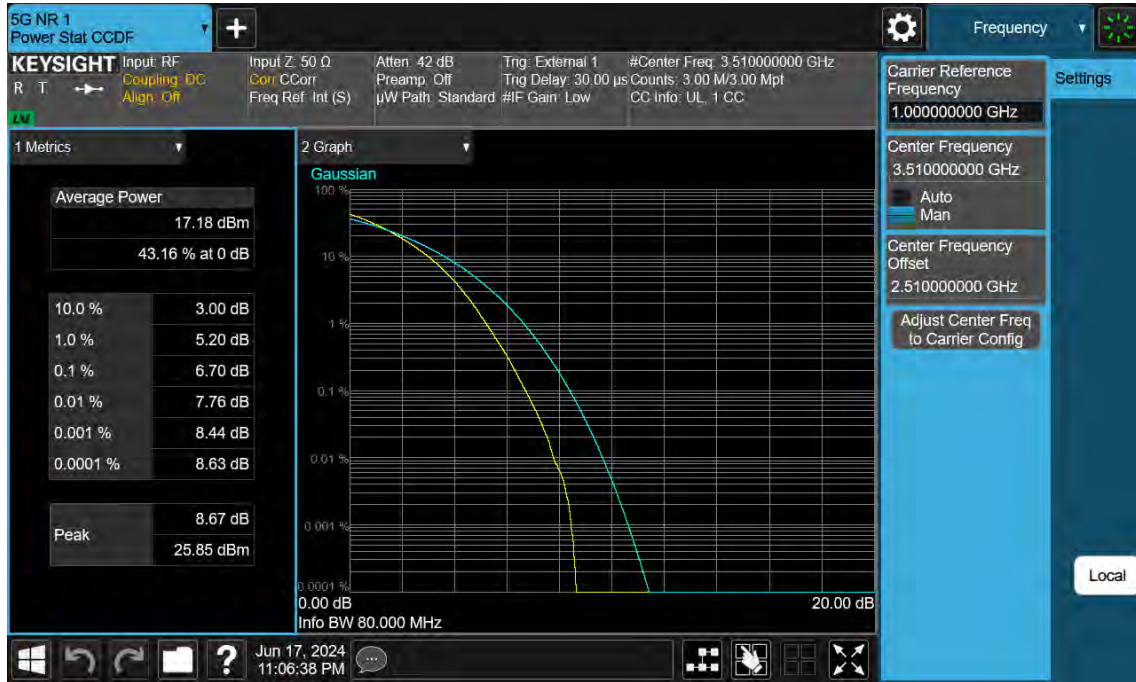 5G NR 1
Power Stat CCDF
+
Frequency
KEYSIGHT
R T
LXI
Input: RF
Coupling: DC
Align: Off
Input Z: 50 Ω
Corr CCorr
Freq Ref: Int (S)
Atten: 42 dB
Preamp: Off
µW Path: Standard
Trig: External 1
Trig Delay: 30.00 µs
#IF Gain: Low
#Center Freq: 3.510000000 GHz
Counts: 3.00 M/3.00 Mpt
CC Info: UL, 1 CC
1 Metrics
Average Power
17.18 dBm
43.16 % at 0 dB
10.0 % 3.00 dB
1.0 % 5.20 dB
0.1 % 6.70 dB
0.01 % 7.76 dB
0.001 % 8.44 dB
0.0001 % 8.63 dB
Peak
8.67 dB
25.85 dBm
2 Graph
Gaussian
100 %
10 %
1 %
0.1 %
0.01 %
0.001 %
0.0001 %
0.00 dB 20.00 dB
Info BW 80.000 MHz
Carrier Reference
Frequency
1.000000000 GHz
Center Frequency
3.510000000 GHz
Auto
Man
Center Frequency
Offset
2.510000000 GHz
Adjust Center Freq
to Carrier Config
Settings
Local
?
Jun 17, 2024
11:06:38 PM